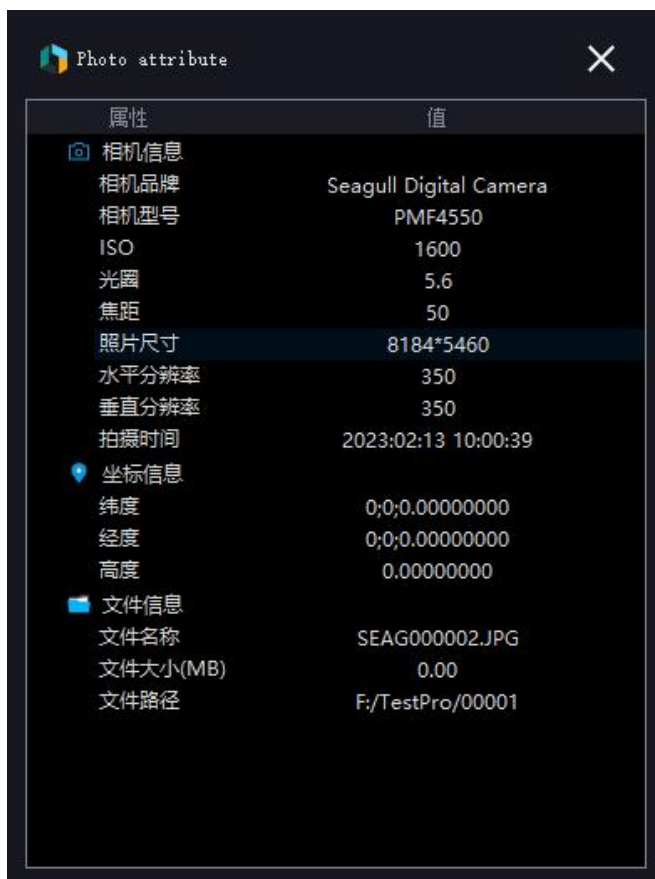 Photo attribute
属性 值
相机信息
相机品牌 Seagull Digital Camera
相机型号 PMF4550
ISO 1600
光圈 5.6
焦距 50
照片尺寸 8184*5460
水平分辨率 350
垂直分辨率 350
拍摄时间 2023:02:13 10:00:39
坐标信息
纬度 0;0;0.00000000
经度 0;0;0.00000000
高度 0.00000000
文件信息
文件名称 SEAG000002.JPG
文件大小(MB) 0.00
文件路径 F:/TestPro/00001